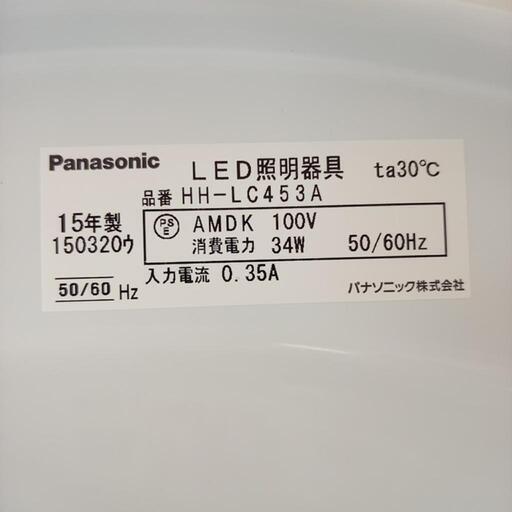 Panasonic LED照明器具 ta30℃
品番 HH-LC453A
15年製 PSE AMDK 100V
150320ウ 消費電力 34W 50/60Hz
50/60 Hz 入力電流 0.35A
パナソニック株式会社